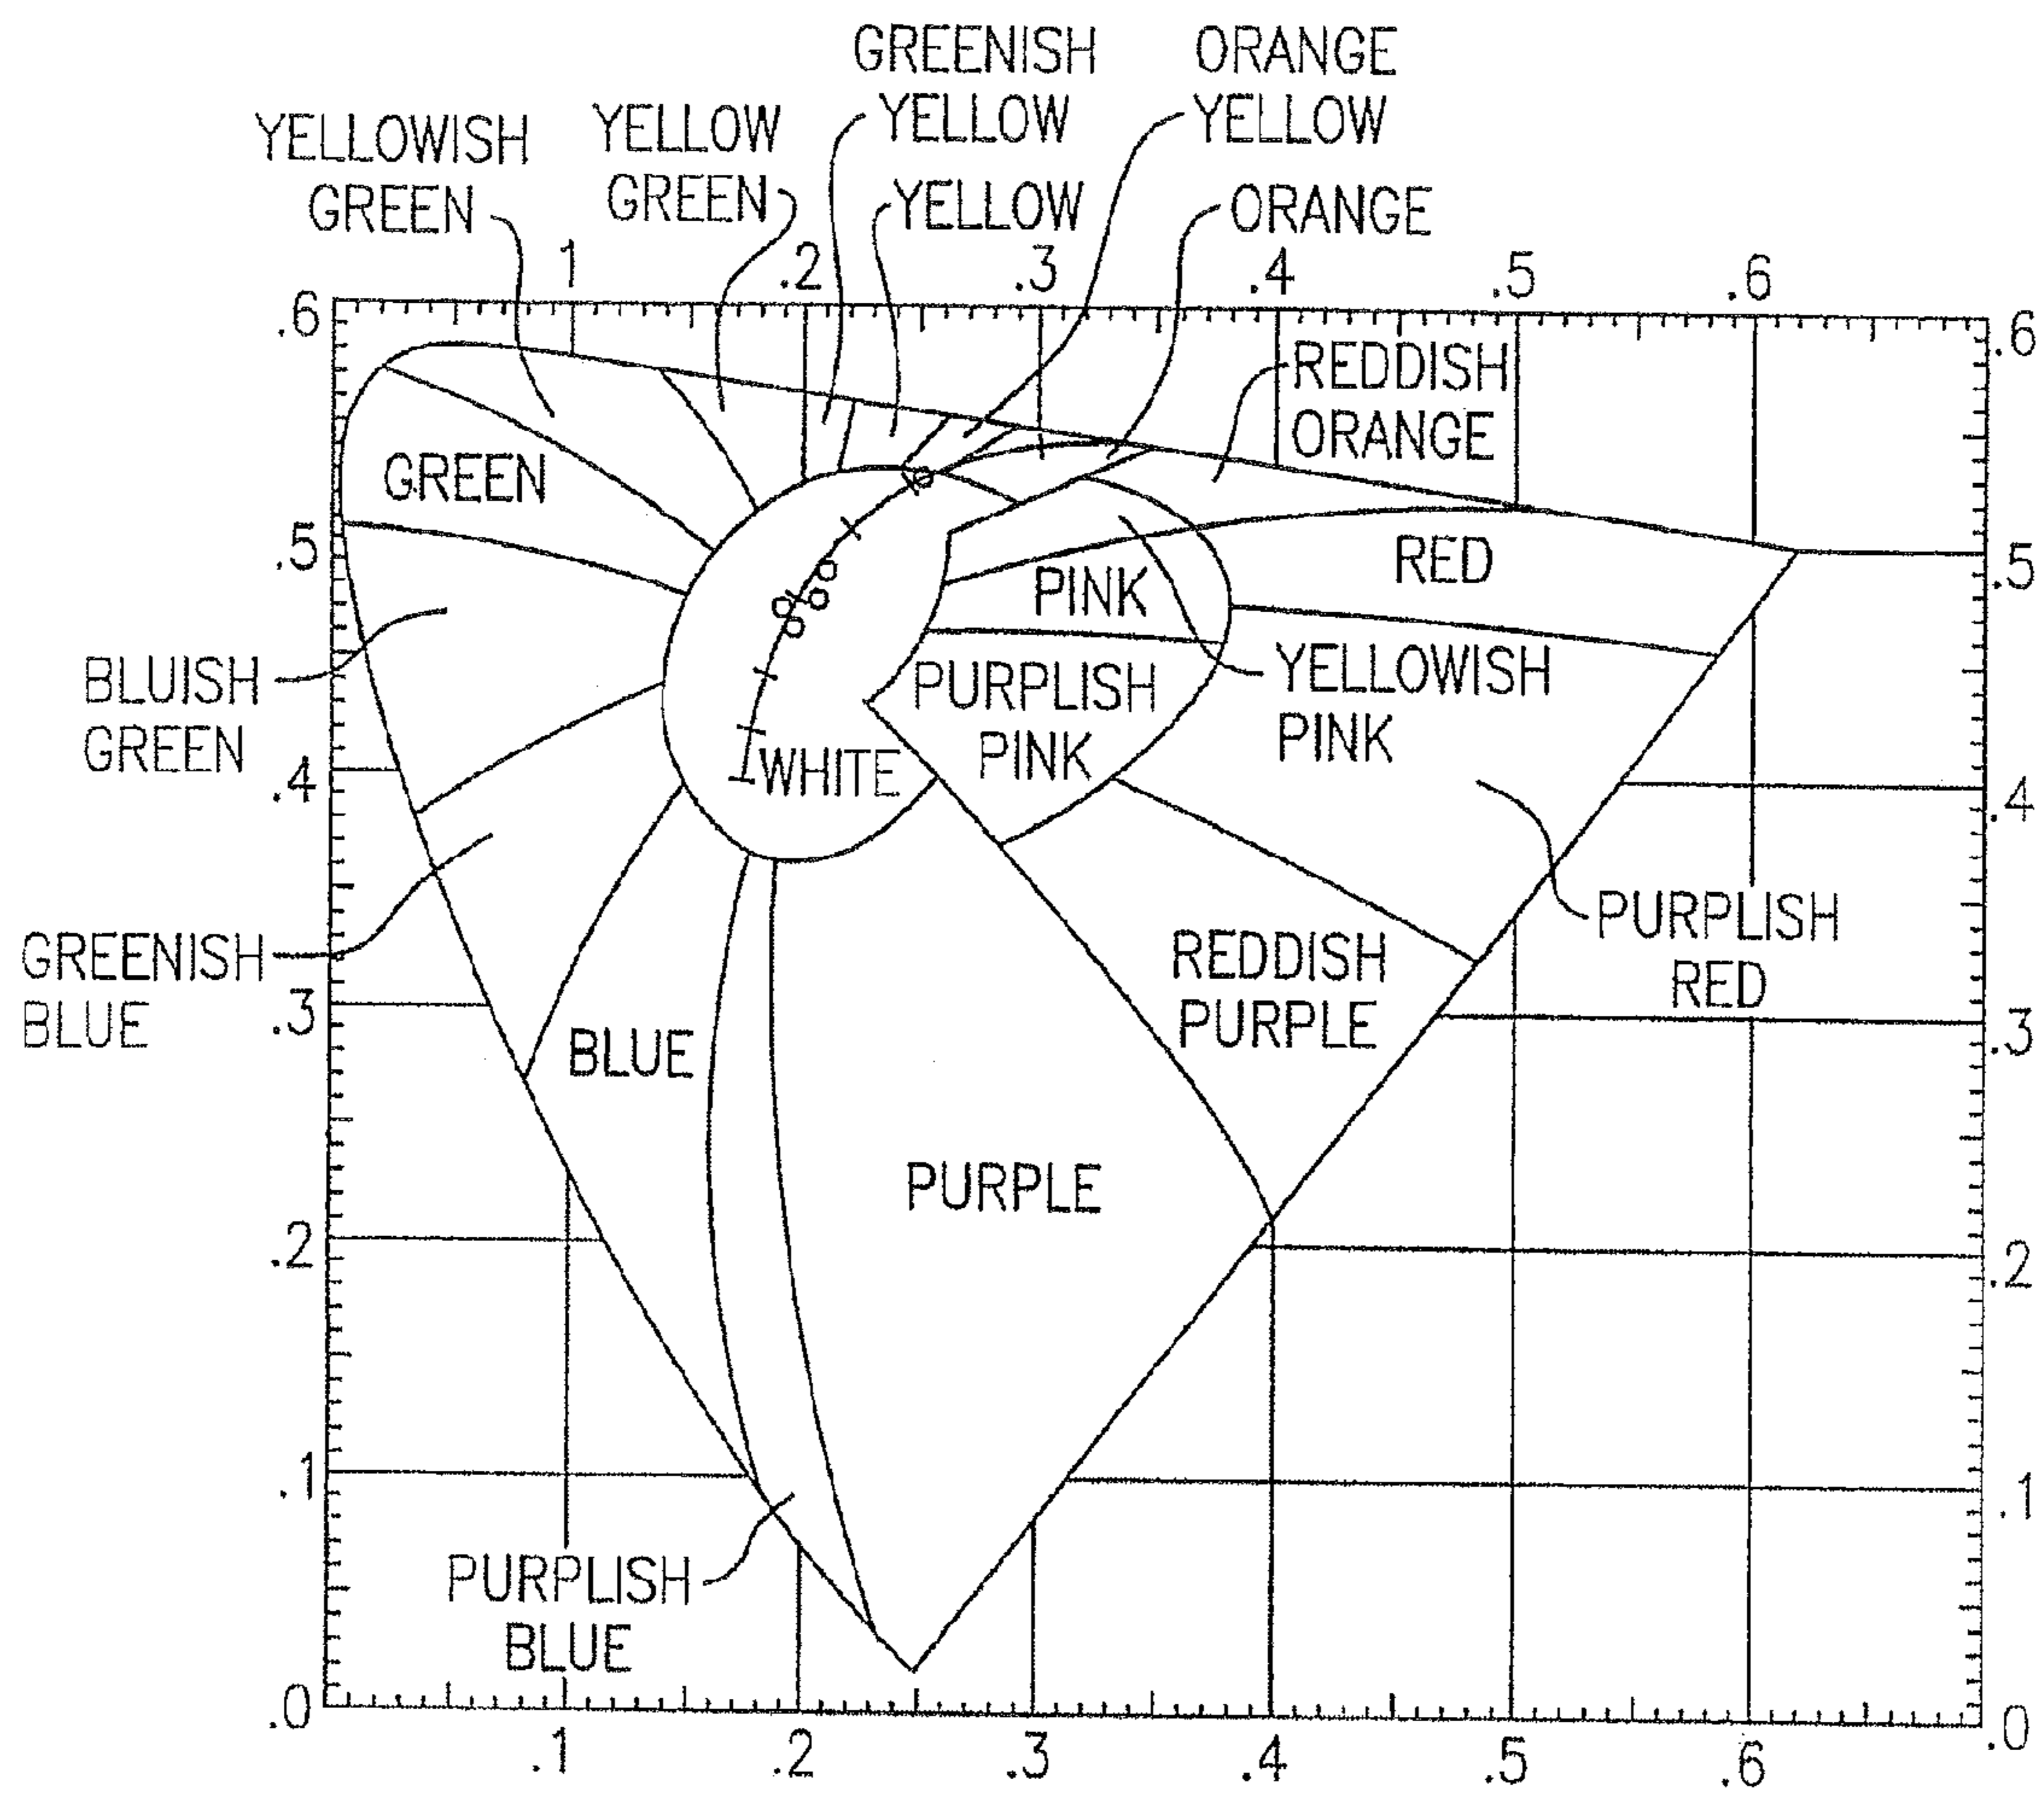 GREENISH
YELLOW
ORANGE
YELLOW
YELLOWISH
GREEN
YELLOW
GREEN
YELLOW
ORANGE
1
.2
.3
.4
.5
.6
.6
.6
REDDISH
ORANGE
GREEN
.5
RED
.5
PINK
BLUISH
GREEN
PURPLISH
PINK
YELLOWISH
PINK
.4
WHITE
.4
GREENISH
BLUE
PURPLISH
RED
REDDISH
PURPLE
.3
.3
BLUE
PURPLE
.2
.2
.1
.1
PURPLISH
BLUE
.0
.0
.1
.2
.3
.4
.5
.6